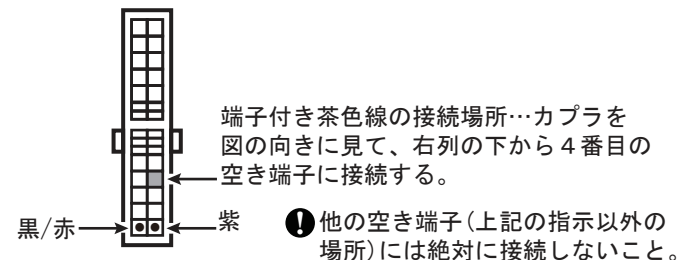 端子付き茶色線の接続場所…カプラを
図の向きに見て、右列の下から４番目の
空き端子に接続する。
黒/赤
紫
!他の空き端子(上記の指示以外の
場所)には絶対に接続しないこと。